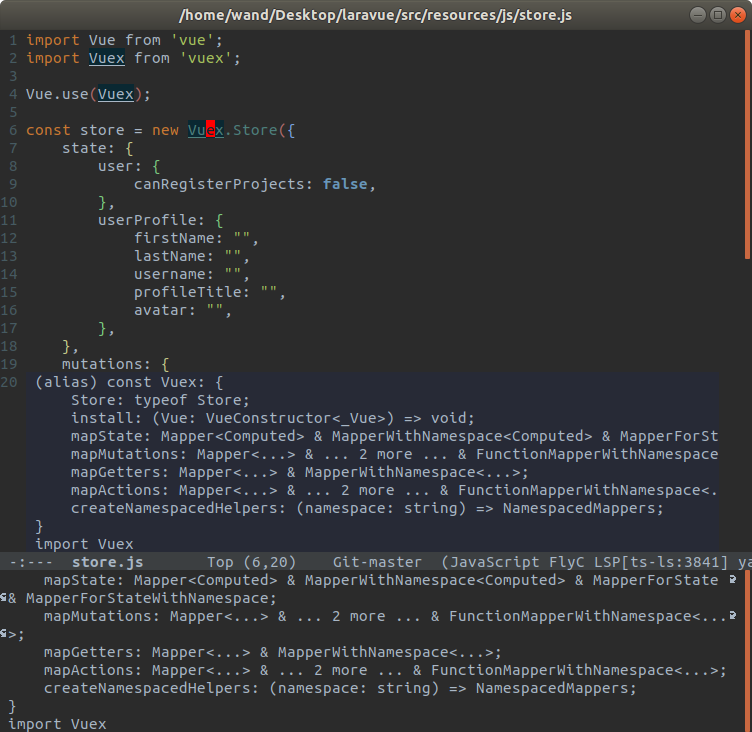 /home/wand/Desktop/laravue/src/resources/js/store.js
1 import Vue from 'vue';
2 import Vuex from 'vuex';
3
4 Vue.use(Vuex);
5
6 const store = new Vuex.Store({
7     state: {
8         user: {
9             canRegisterProjects: false,
10         },
11         userProfile: {
12             firstName: "",
13             lastName: "",
14             username: "",
15             profileTitle: "",
16             avatar: "",
17         },
18     },
19     mutations: {
20  (alias) const Vuex: {
    Store: typeof Store;
    install: (Vue: VueConstructor<_Vue>) => void;
    mapState: Mapper<Computed> & MapperWithNamespace<Computed> & MapperForSt
    mapMutations: Mapper<...> & ... 2 more ... & FunctionMapperWithNamespace
    mapGetters: Mapper<...> & MapperWithNamespace<...>;
    mapActions: Mapper<...> & ... 2 more ... & FunctionMapperWithNamespace<.
    createNamespacedHelpers: (namespace: string) => NamespacedMappers;
}
import Vuex
-:---  store.js       Top (6,20)    Git-master  (JavaScript FlyC LSP[ts-ls:3841] ya
    mapState: Mapper<Computed> & MapperWithNamespace<Computed> & MapperForState
& MapperForStateWithNamespace;
    mapMutations: Mapper<...> & ... 2 more ... & FunctionMapperWithNamespace<...
>;
    mapGetters: Mapper<...> & MapperWithNamespace<...>;
    mapActions: Mapper<...> & ... 2 more ... & FunctionMapperWithNamespace<...>;
    createNamespacedHelpers: (namespace: string) => NamespacedMappers;
}
import Vuex